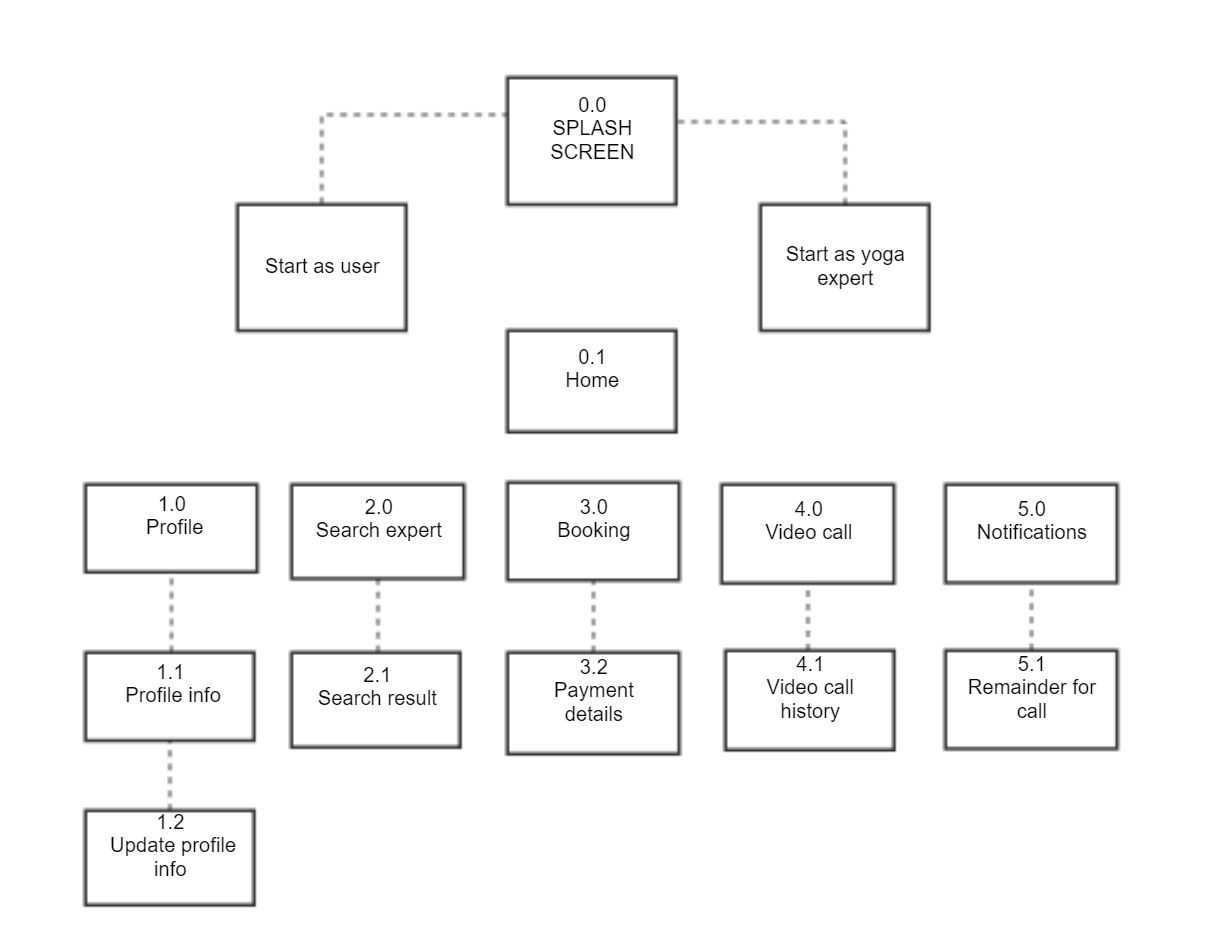 0.0
SPLASH
SCREEN
Start as user
Start as yoga
expert
0.1
Home
1.0
Profile
2.0
Search expert
3.0
Booking
4.0
Video call
5.0
Notifications
1.1
Profile info
2.1
Search result
3.2
Payment
details
4.1
Video call
history
5.1
Remainder for
call
1.2
Update profile
info